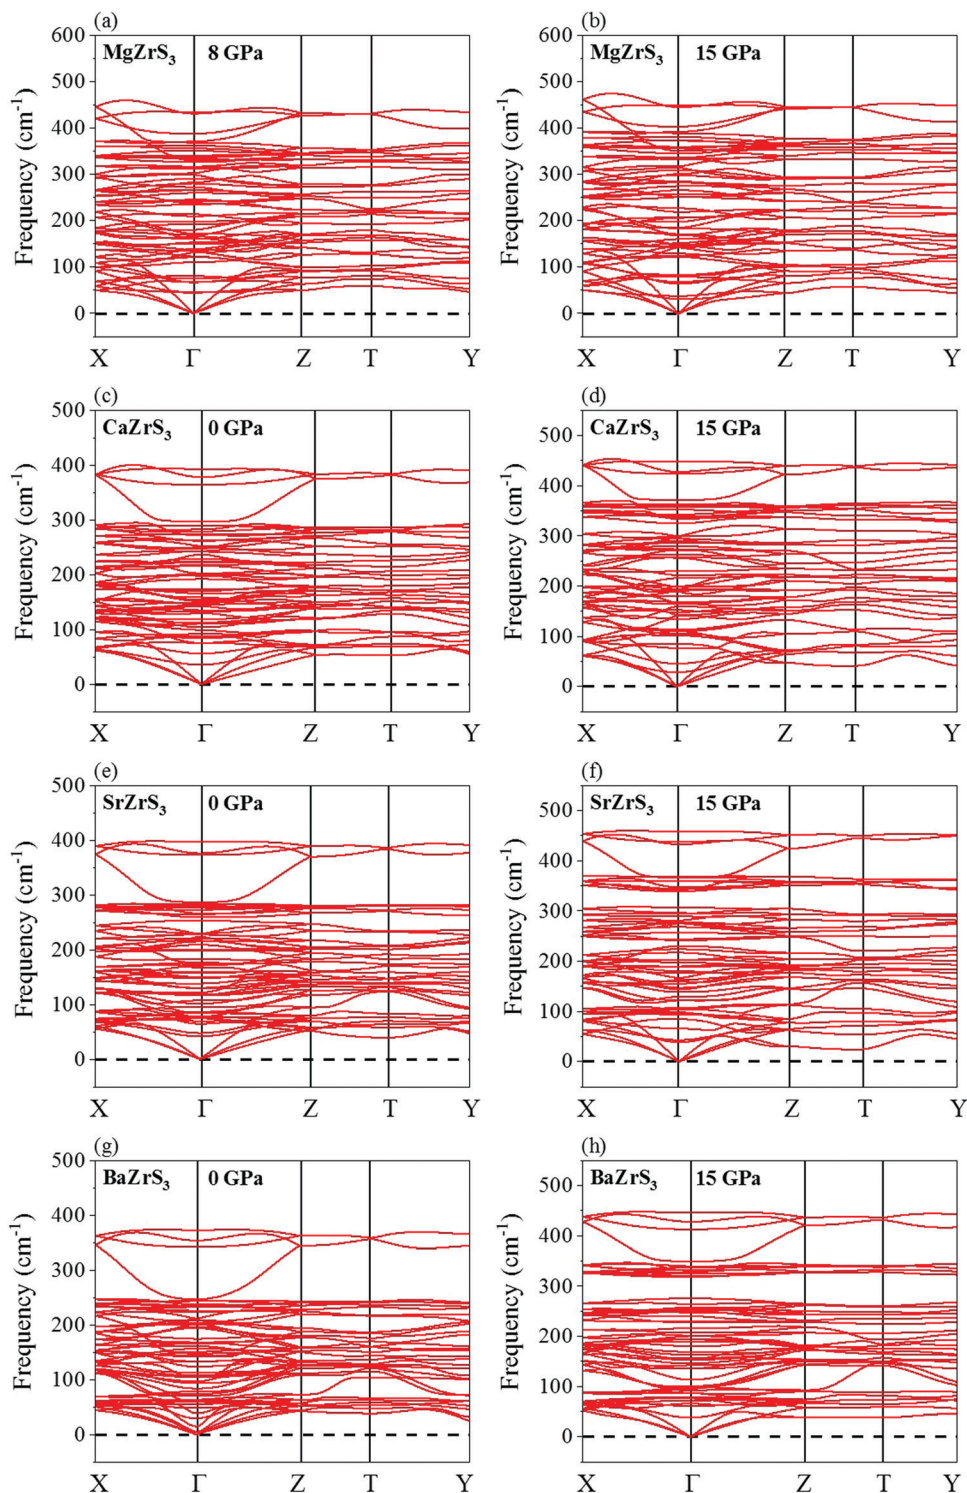 (a)
MgZrS3 8 GPa
600
500
400
300
200
100
0
Frequency (cm-1)
X Γ Z T Y
(b)
MgZrS3 15 GPa
600
500
400
300
200
100
0
Frequency (cm-1)
X Γ Z T Y
(c)
CaZrS3 0 GPa
500
400
300
200
100
0
Frequency (cm-1)
X Γ Z T Y
(d)
CaZrS3 15 GPa
500
400
300
200
100
0
Frequency (cm-1)
X Γ Z T Y
(e)
SrZrS3 0 GPa
500
400
300
200
100
0
Frequency (cm-1)
X Γ Z T Y
(f)
SrZrS3 15 GPa
500
400
300
200
100
0
Frequency (cm-1)
X Γ Z T Y
(g)
BaZrS3 0 GPa
500
400
300
200
100
0
Frequency (cm-1)
X Γ Z T Y
(h)
BaZrS3 15 GPa
500
400
300
200
100
0
Frequency (cm-1)
X Γ Z T Y